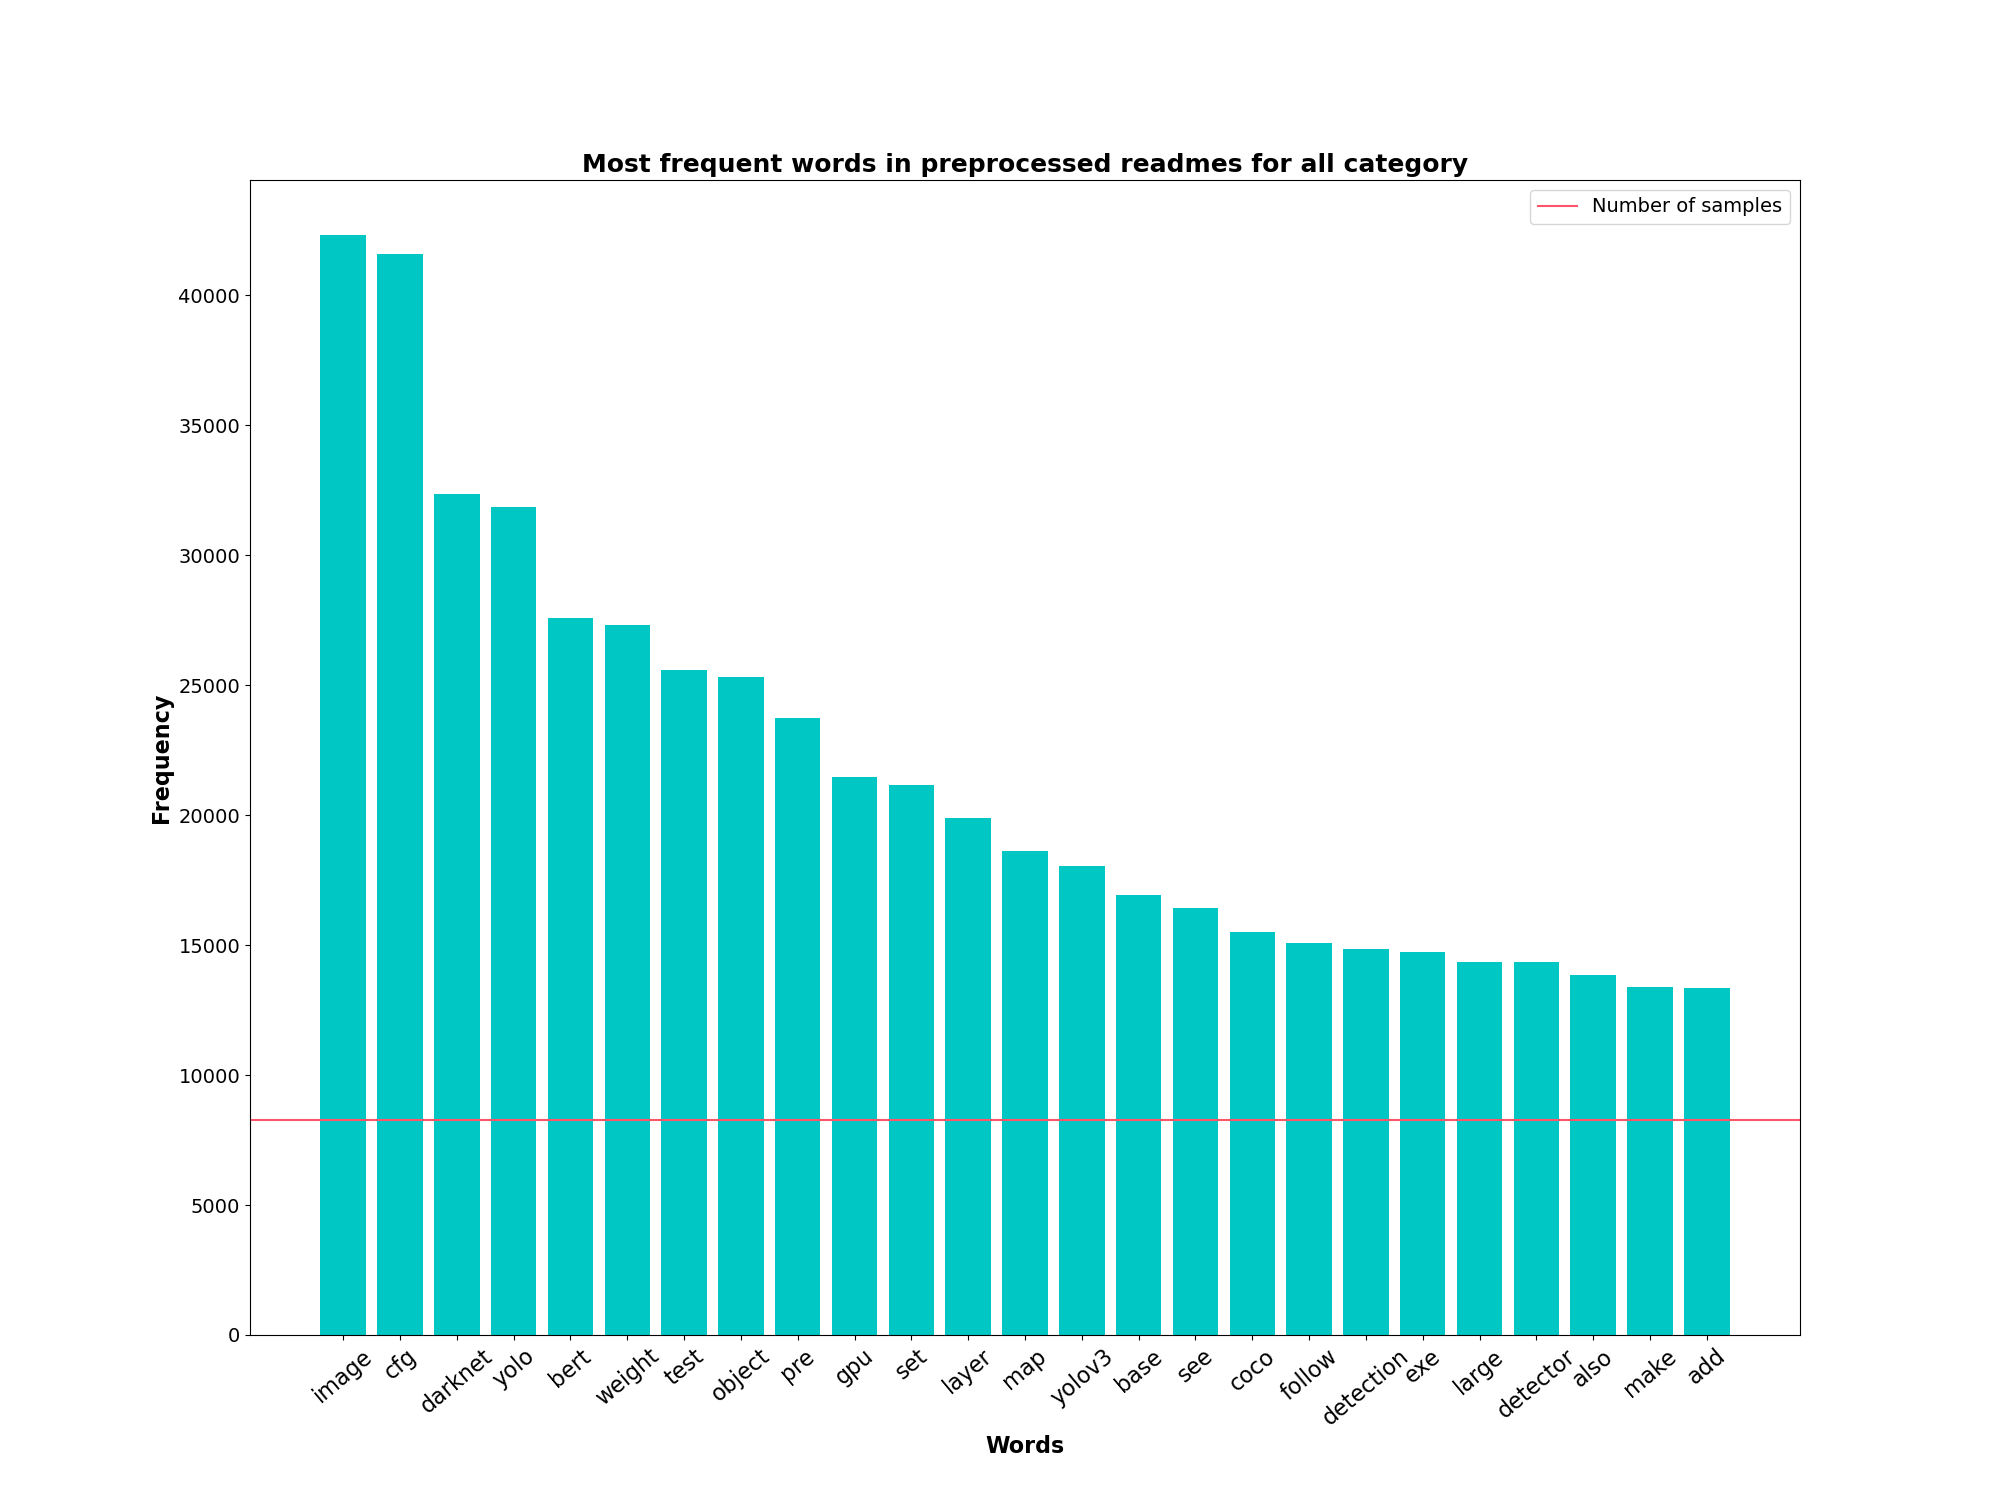 Most frequent words in preprocessed readmes for all category
Number of samples
40000
35000
30000
25000
20000
15000
10000
5000
0
Frequency
image
cfg
darknet
yolo
bert
weight
test
object
pre
gpu
set
layer
map
yolov3
base
see
coco
follow
detection
exe
large
detector
also
make
add
Words